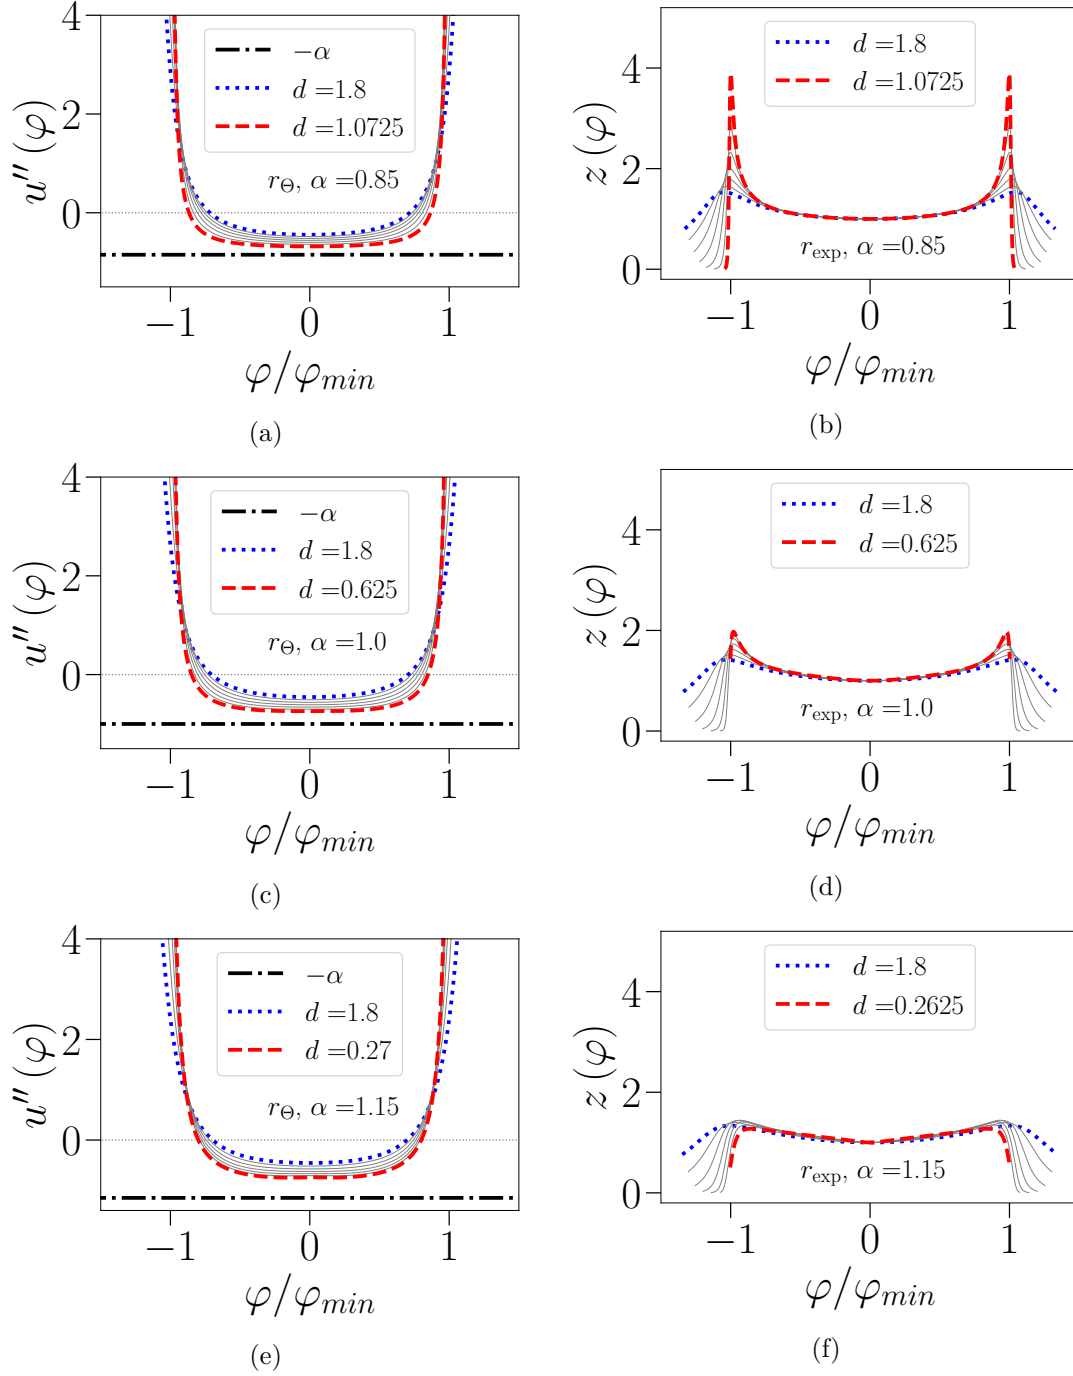 4
2
0
u″(φ)
−α
d =1.8
d =1.0725
r_Θ, α =0.85
−1
0
1
φ/φ_min
(a)
4
2
0
z(φ)
d =1.8
d =1.0725
r_exp, α =0.85
−1
0
1
φ/φ_min
(b)
4
2
0
u″(φ)
−α
d =1.8
d =0.625
r_Θ, α =1.0
−1
0
1
φ/φ_min
(c)
4
2
0
z(φ)
d =1.8
d =0.625
r_exp, α =1.0
−1
0
1
φ/φ_min
(d)
4
2
0
u″(φ)
−α
d =1.8
d =0.27
r_Θ, α =1.15
−1
0
1
φ/φ_min
(e)
4
2
0
z(φ)
d =1.8
d =0.2625
r_exp, α =1.15
−1
0
1
φ/φ_min
(f)